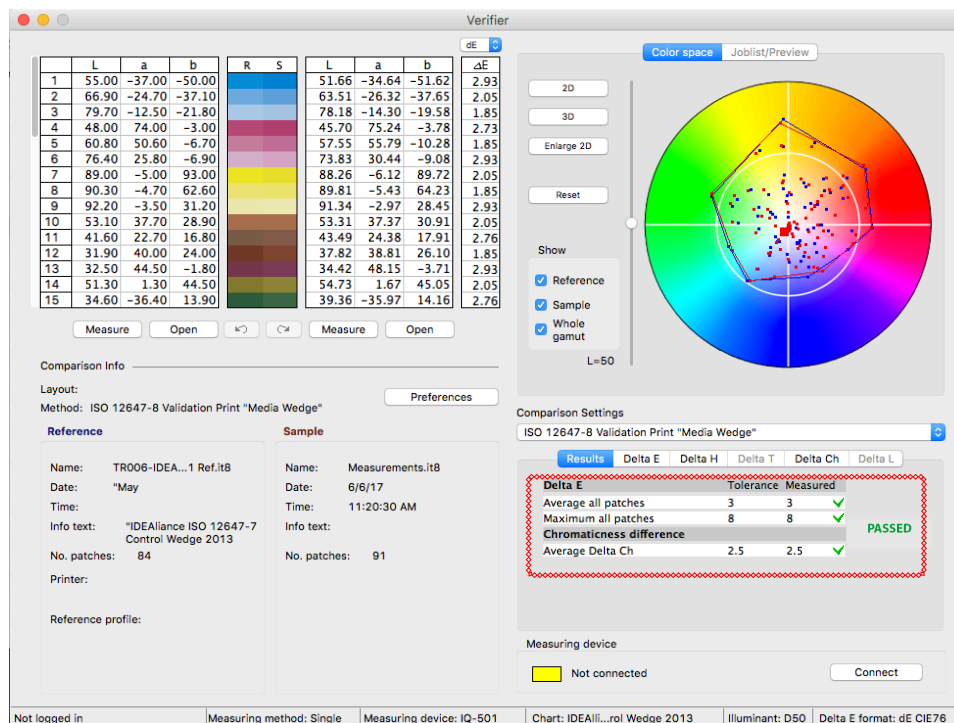 Verifier
dE
L a b R S L a b ΔE
1 55.00 -37.00 -50.00 51.66 -34.64 -51.62 2.93
2 66.90 -24.70 -37.10 63.51 -26.32 -37.65 2.05
3 79.70 -12.50 -21.80 78.18 -14.30 -19.58 1.85
4 48.00 74.00 -3.00 45.70 75.24 -3.78 2.73
5 60.80 50.60 -6.70 57.55 55.79 -10.28 1.85
6 76.40 25.80 -6.90 73.83 30.44 -9.08 2.93
7 89.00 -5.00 93.00 88.26 -6.12 89.72 2.05
8 90.30 -4.70 62.60 89.81 -5.43 64.23 1.85
9 92.20 -3.50 31.20 91.34 -2.97 28.45 2.93
10 53.10 37.70 28.90 53.31 37.37 30.91 2.05
11 41.60 22.70 16.80 43.49 24.38 17.91 2.76
12 31.90 40.00 24.00 37.82 38.81 26.10 1.85
13 32.50 44.50 -1.80 34.42 48.15 -3.71 2.93
14 51.30 1.30 44.50 54.73 1.67 45.05 2.05
15 34.60 -36.40 13.90 39.36 -35.97 14.16 2.76
Measure Open Measure Open
Color space Joblist/Preview
2D
3D
Enlarge 2D
Reset
Show
Reference
Sample
Whole
gamut
L=50
Comparison Info
Layout:
Method: ISO 12647-8 Validation Print "Media Wedge"
Preferences
Reference
Name: TR006-IDEA...1 Ref.it8
Date: "May
Time:
Info text: "IDEAliance ISO 12647-7
Control Wedge 2013
No. patches: 84
Printer:
Reference profile:
Sample
Name: Measurements.it8
Date: 6/6/17
Time: 11:20:30 AM
Info text:
No. patches: 91
Comparison Settings
ISO 12647-8 Validation Print "Media Wedge"
Results Delta E Delta H Delta T Delta Ch Delta L
Delta E Tolerance Measured
Average all patches 3 3
Maximum all patches 8 8
Chromaticness difference
Average Delta Ch 2.5 2.5
PASSED
Measuring device
Not connected
Connect
Not logged in Measuring method: Single Measuring device: IQ-501 Chart: IDEAlli...rol Wedge 2013 Illuminant: D50 Delta E format: dE CIE76